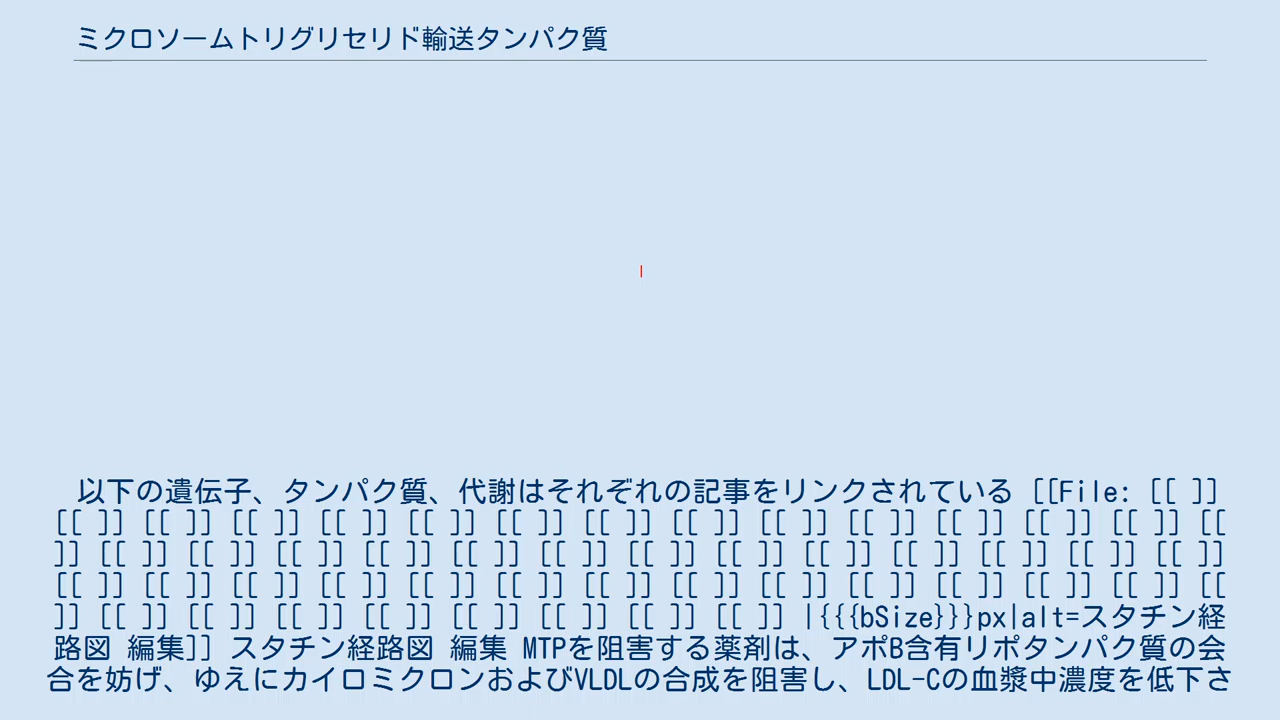 ミクロソームトリグリセリド輸送タンパク質
以下の遺伝子、タンパク質、代謝はそれぞれの記事をリンクされている [[File: [[ ]]
[[ ]] [[ ]] [[ ]] [[ ]] [[ ]] [[ ]] [[ ]] [[ ]] [[ ]] [[ ]] [[ ]] [[ ]] [[ ]] [[
]] [[ ]] [[ ]] [[ ]] [[ ]] [[ ]] [[ ]] [[ ]] [[ ]] [[ ]] [[ ]] [[ ]] [[ ]] [[ ]]
[[ ]] [[ ]] [[ ]] [[ ]] [[ ]] [[ ]] [[ ]] [[ ]] [[ ]] [[ ]] [[ ]] [[ ]] [[ ]] [[
]] [[ ]] [[ ]] [[ ]] [[ ]] [[ ]] [[ ]] [[ ]] [[ ]] |{{{bSize}}}px|alt=スタチン経
路図 編集]] スタチン経路図 編集 MTPを阻害する薬剤は、アポB含有リポタンパク質の会
合を妨げ、ゆえにカイロミクロンおよびVLDLの合成を阻害し、LDL-Cの血漿中濃度を低下さ